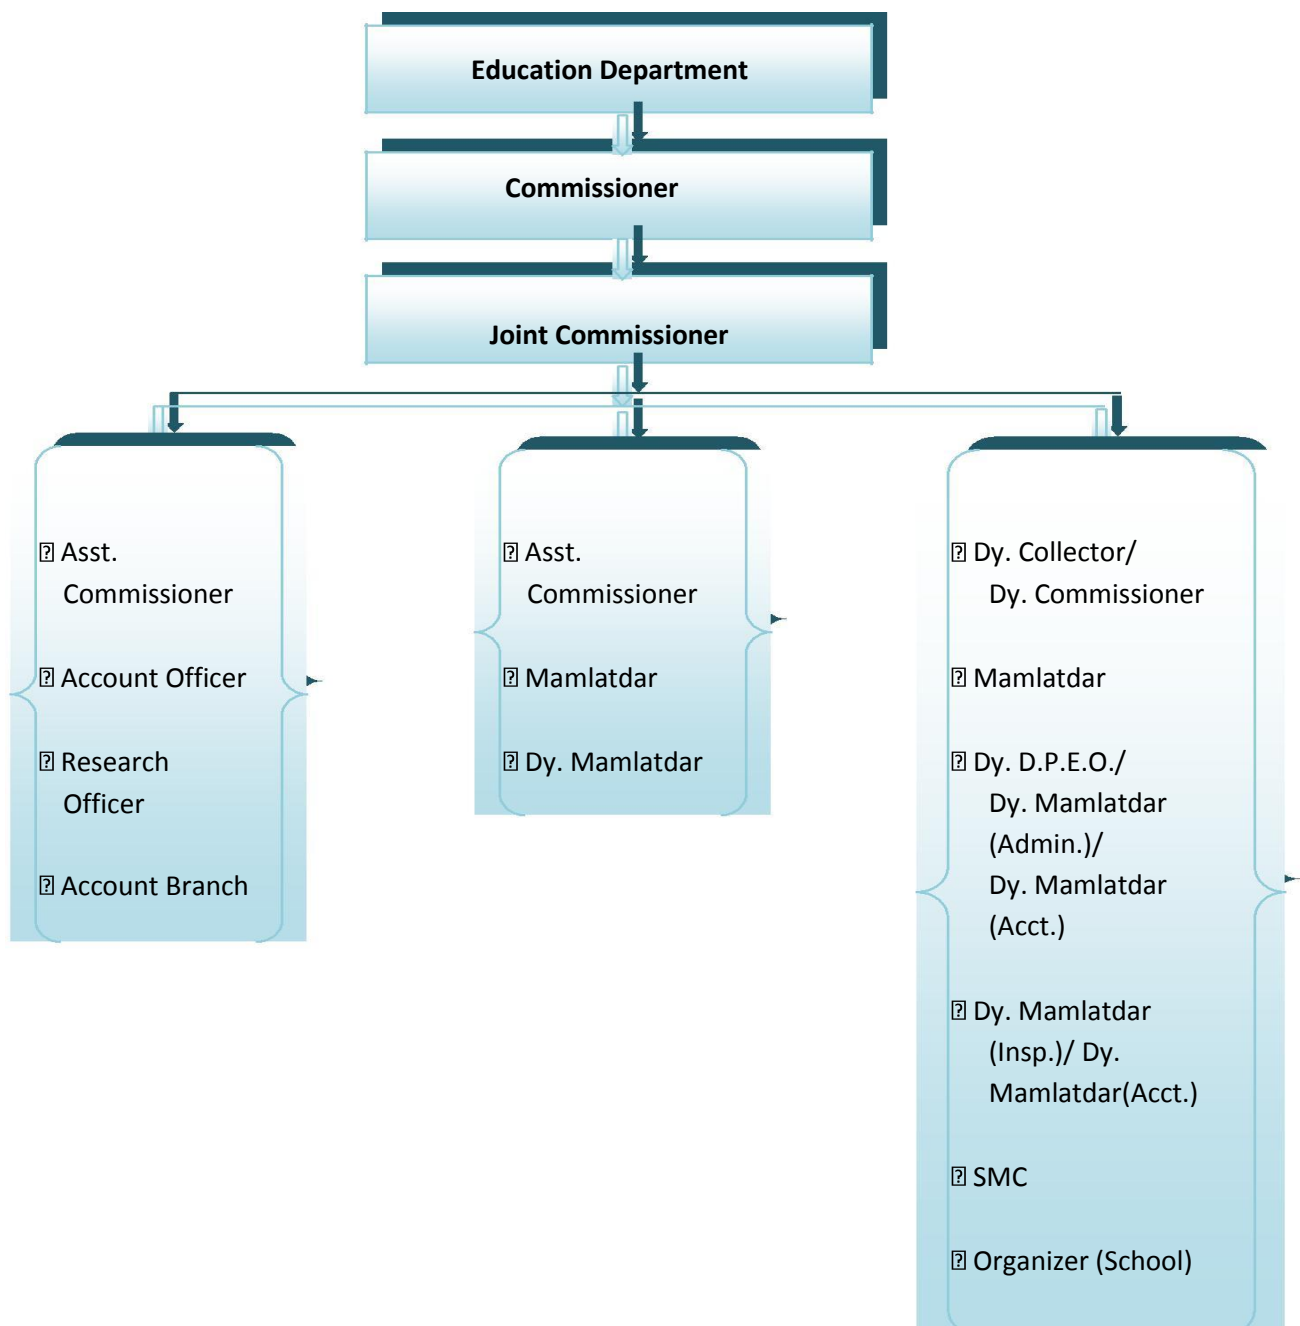 Education Department
Commissioner
Joint Commissioner
⍰ Asst.
Commissioner
⍰ Account Officer
⍰ Research
Officer
⍰ Account Branch
⍰ Asst.
Commissioner
⍰ Mamlatdar
⍰ Dy. Mamlatdar
⍰ Dy. Collector/
Dy. Commissioner
⍰ Mamlatdar
⍰ Dy. D.P.E.O./
Dy. Mamlatdar
(Admin.)/
Dy. Mamlatdar
(Acct.)
⍰ Dy. Mamlatdar
(Insp.)/ Dy.
Mamlatdar(Acct.)
⍰ SMC
⍰ Organizer (School)